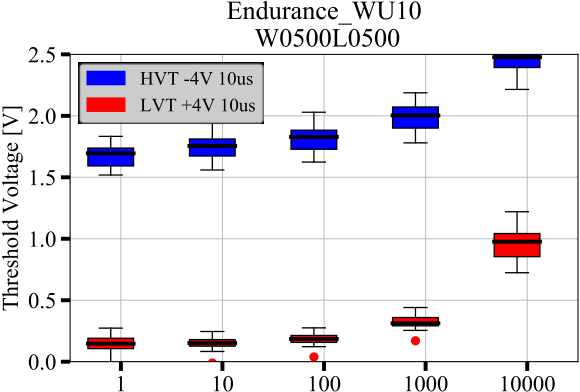 Endurance_WU10
W0500L0500
Threshold Voltage [V]
2.5
2.0
1.5
1.0
0.5
0.0
HVT -4V 10us
LVT +4V 10us
1 10 100 1000 10000